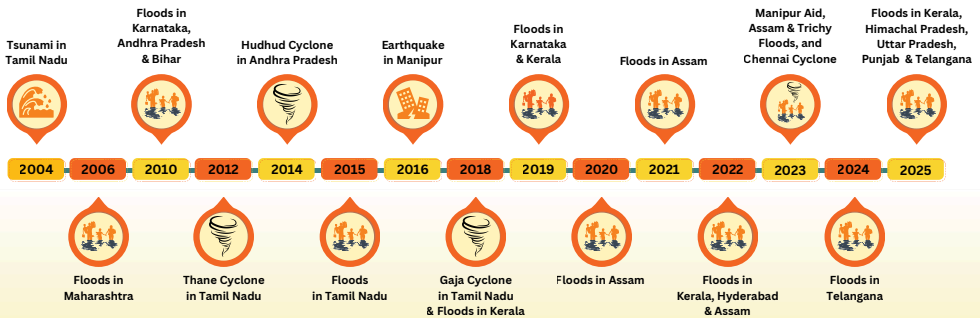 Tsunami in
Tamil Nadu
Floods in
Karnataka,
Andhra Pradesh
& Bihar
Hudhud Cyclone
in Andhra Pradesh
Earthquake
in Manipur
Floods in
Karnataka
& Kerala
Floods in Assam
Manipur Aid,
Assam & Trichy
Floods, and
Chennai Cyclone
Floods in Kerala,
Himachal Pradesh,
Uttar Pradesh,
Punjab & Telangana
2004 2006 2010 2012 2014 2015 2016 2018 2019 2020 2021 2022 2023 2024 2025
Floods in
Maharashtra
Thane Cyclone
in Tamil Nadu
Floods
in Tamil Nadu
Gaja Cyclone
in Tamil Nadu
& Floods in Kerala
Floods in Assam
Floods in
Kerala, Hyderabad
& Assam
Floods in
Telangana